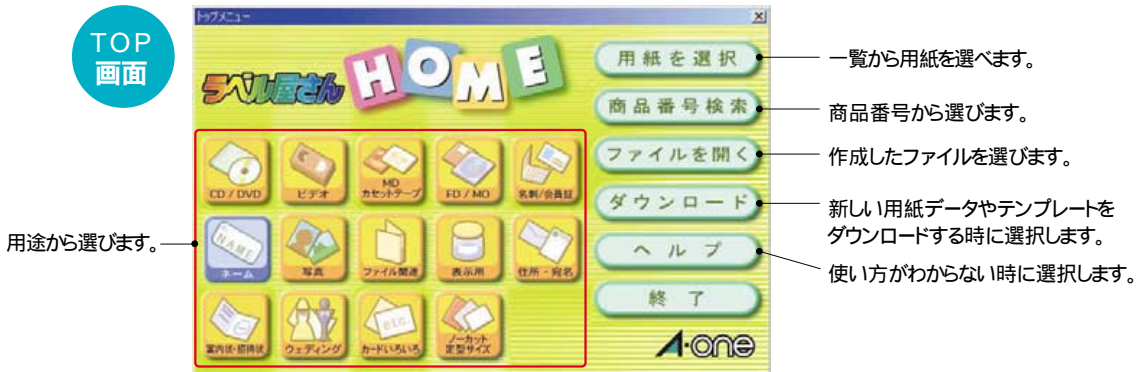 TOP
画面
トップメニュー
ラベル屋さん HOME
用紙を選択
一覧から用紙を選べます。
商品番号検索
商品番号から選びます。
ファイルを開く
作成したファイルを選びます。
ダウンロード
新しい用紙データやテンプレートを
ダウンロードする時に選択します。
ヘルプ
使い方がわからない時に選択します。
終了
用途から選びます。
CD / DVD
ビデオ
MD
カセットテープ
FD / MO
名刺/会員証
NAME
ネーム
写真
ファイル関連
表示用
住所・宛名
案内状・招待状
ウェディング
etc.
カードいろいろ
ノーカット
定型サイズ
A-one